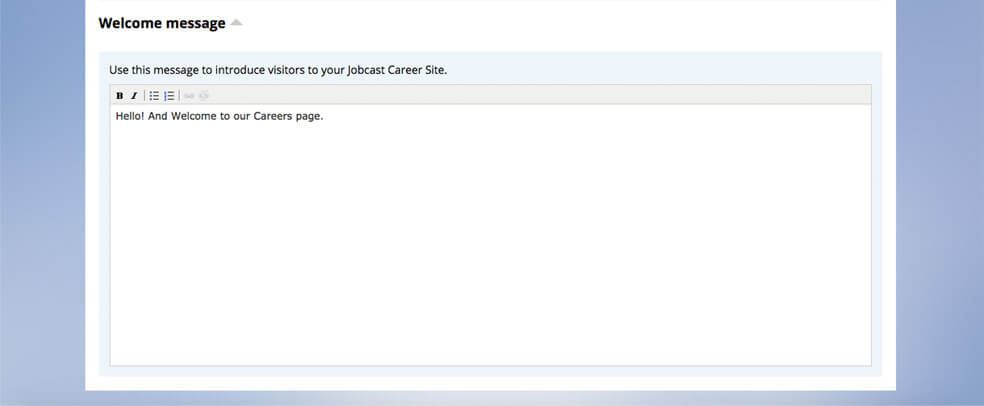 Welcome message
Use this message to introduce visitors to your Jobcast Career Site.
B I
Hello! And Welcome to our Careers page.